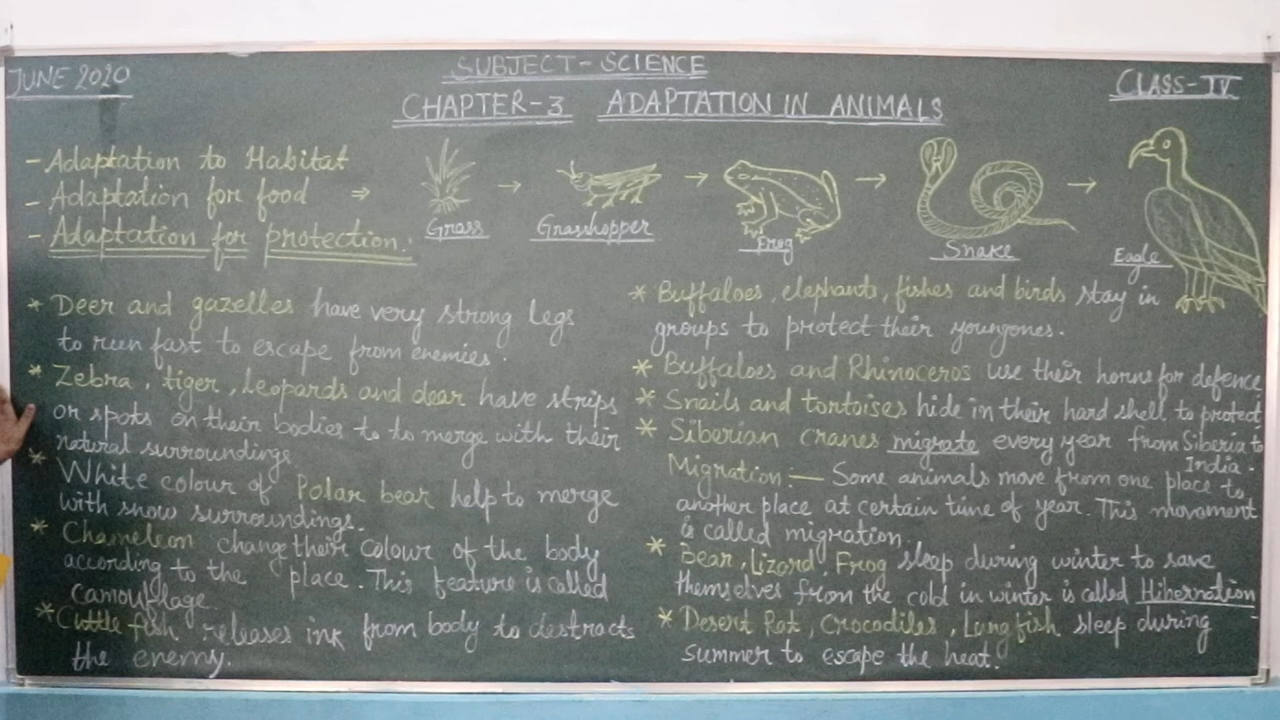 JUNE 2020
SUBJECT-SCIENCE
CLASS-IV
CHAPTER-3 ADAPTATION IN ANIMALS
- Adaptation to Habitat
- Adaptation for food ⇒
- Adaptation for protection.
Grass → Grasshopper → Frog → Snake → Eagle
* Deer and gazelles have very strong legs
to run fast to escape from enemies.
* Zebra, tiger, leopards and dear have strips
or spots on their bodies to to merge with their
natural surroundings
* White colour of Polar bear help to merge
with snow surroundings.
* Chameleon change their colour of the body
according to the place. This feature is called
camouflage.
* Cuttle fish releases ink from body to destracts
the enemy.
* Buffaloes, elephants, fishes and birds stay in
groups to protect their youngones.
* Buffaloes and Rhinoceros use their horns for defence
* Snails and tortoises hide in their hard shell to protect
* Siberian cranes migrate every year from Siberia to
India.
Migration — Some animals move from one place to
another place at certain time of year. This movement
is called migration.
* Bear, Lizard, Frog sleep during winter to save
themselves from the cold in winter is called Hibernation
* Desert Rat, Crocodiles, Lungfish sleep during
summer to escape the heat.